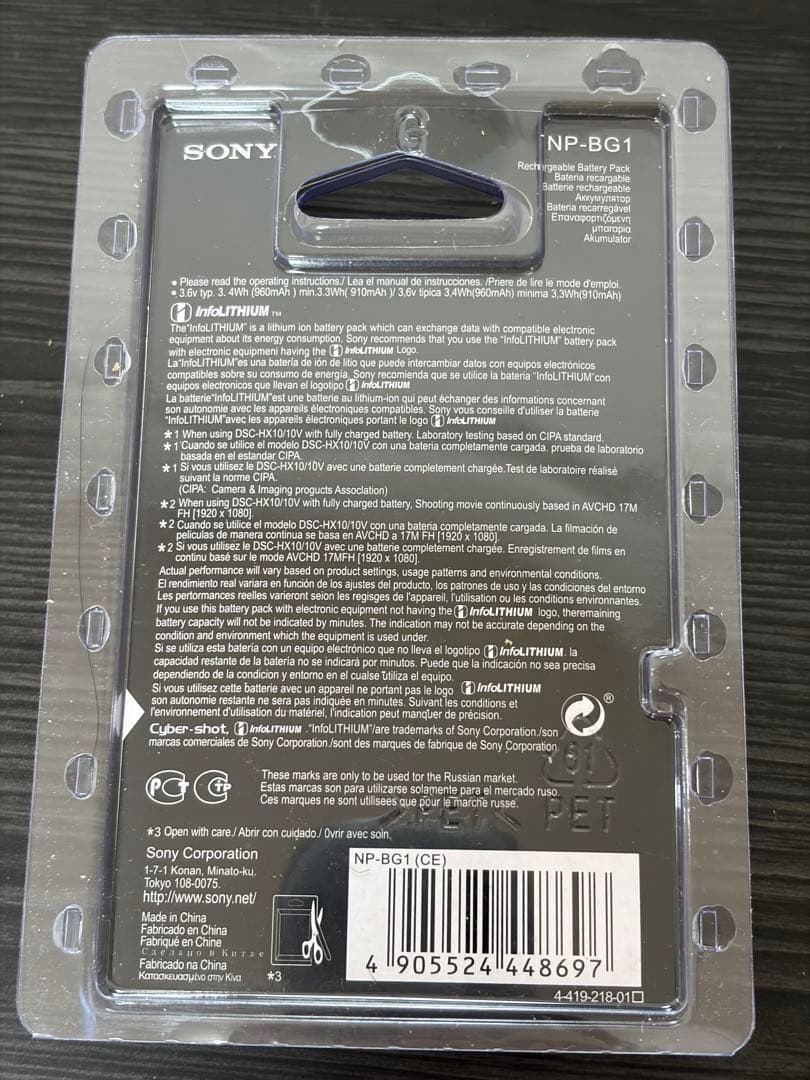 SONY
NP-BG1
Rechargeable Battery Pack
Bateria recargable
Batterie rechargeable
Аккумулятор
Bateria recarregável
Επαναφορτιζόμενη
μπαταρία
Akumulator
• Please read the operating instructions./ Lea el manual de instrucciones. /Priere de lire le mode d'emploi.
• 3.6v typ. 3. 4Wh (960mAh ) min.3.3Wh( 910mAh )/ 3,6v tipica 3,4Wh(960mAh) minima 3,3Wh(910mAh)
InfoLITHIUM TM
The"InfoLITHIUM" is a lithium ion battery pack which can exchange data with compatible electronic
equipment about its energy consumption. Sony recommends that you use the "InfoLITHIUM" battery.pack
with electronic equipmeni having the InfoLITHIUM Logo.
La"InfoLITHIUM"es una batería de ión de litio que puede intercambiar datos con equipos electrónicos
compatibles sobre su consumo de energía. Sony recomienda que se utilice la bateria "InfoLITHIUM"con
equipos electronicos que llevan el logotipo InfoLITHIUM
La batterie"InfoLITHIUM"est une batterie au lithium-ion qui peut échanger des informations concernant
son autonomie avec les appareils électroniques compatibles. Sony vous conseille d'utiliser la batterie
"InfoLITHIUM"avec les appareils électroniques portant le logo InfoLITHIUM
*1 When using DSC-HX10/10V with fully charged battery. Laboratory testing based on CIPA standard.
*1 Cuando se utilice el modelo DSC-HX10/10V con una bateria completamente cargada. prueba de laboratorio
basada en el estandar CIPA.
*1 Si vous utilisez le DSC-HX10/10V avec une batterie completement chargée.Test de laboratoire réalisé
suivant la norme CIPA.
(CIPA: Camera & Imaging progucts Association)
*2 When using DSC-HX10/10V with fully charged battery, Shooting movie continuously based in AVCHD 17M
FH [1920 x 1080].
*2 Cuando se utilice el modelo DSC-HX10/10V con una bateria completamente cargada. La filmación de
peliculas de manera continua se basa en AVCHD a 17M FH [1920 x 1080].
*2 Si vous utilisez le DSC-HX10/10V avec une batterie completement chargée. Enregistrement de films en
continu basé sur le mode AVCHD 17MFH [1920 x 1080].
Actual performance will vary based on product settings, usage patterns and environmental conditions.
El rendimiento real variara en función de los ajustes del producto, los patrones de uso y las condiciones del entorno
Les pertormances reelles varieront selon les regisges de l'appareil, l'utilisation ou les conditions environnantes.
If you use this battery pack with electronic equipment not having the InfoLITHIUM logo, theremaining
battery capacity will not be indicated by minutes. The indication may not be accurate depending on the
condition and environment which the equipment is used under.
Si se utiliza esta batería con un equipo electrónico que no lleva el logotipo InfoLITHIUM. la
capacidad restante de la batería no se indicará por minutos. Puede que la indicación no sea precisa
dependiendo de la condición y entorno en el cualse utiliza el equipo.
Si vous utilisez cette batterie avec un appareil ne portant pas le logo InfoLITHIUM
son autonomie restante ne sera pas indiquée en minutes. Suivant les conditions et
l'environnement d'utilisation du matériel, l'indication peut manquer de précision.
Cyber-shot, InfoLITHIUM ."InfoLITHIUM"/are trademarks of Sony Corporation./son
marcas comerciales de Sony Corporation./sont des marques de fabrique de Sony Corporation.
®
01
PET
PET
РСТ
These marks are only to be used tor the Russian market.
Estas marcas son para utilizarse solamente para el mercado ruso.
Ces marques ne sont utilisees que pour le marche russe.
*3 Open with care./ Abrir con cuidado./ 0vrir avec soin.
Sony Corporation
1-7-1 Konan, Minato-ku,
Tokyo 108-0075.
http://www.sony.net/
Made in China
Fabricado en China
Fabriqué en Chine
Сделано в Китае
Fabricado na China
Κατασκευασμένο στην Κίνα
*3
NP-BG1 (CE)
4 905524 448697
4-419-218-01